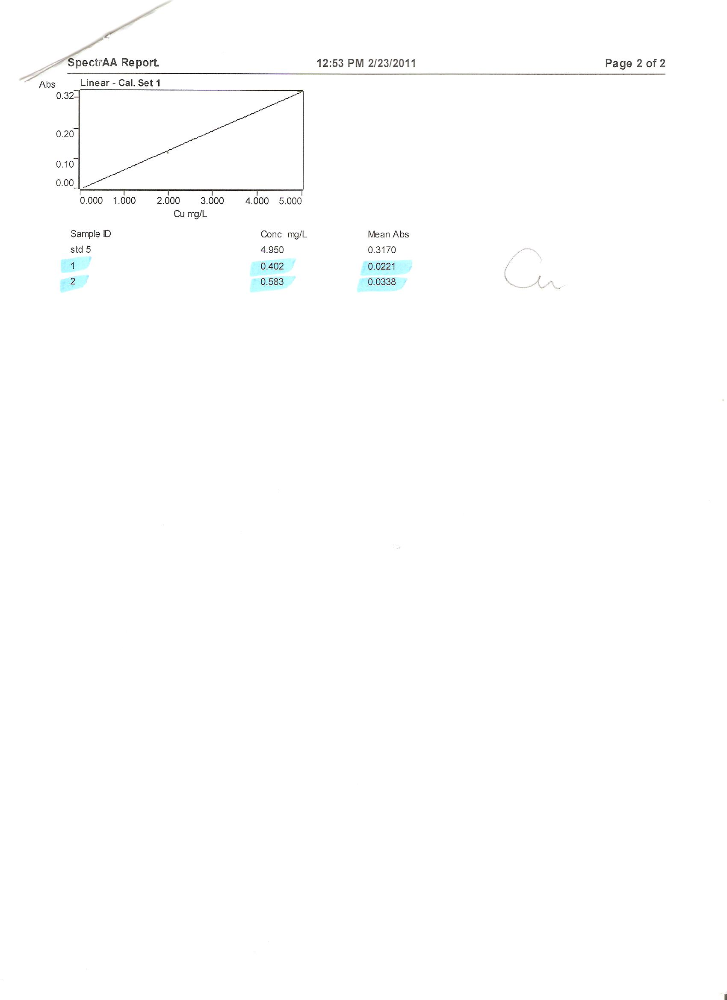 SpectrAA Report. 12:53 PM 2/23/2011 Page 2 of 2
Abs Linear - Cal. Set 1
0.32
0.20
0.10
0.00
0.000 1.000 2.000 3.000 4.000 5.000
Cu mg/L
Sample ID Conc mg/L Mean Abs
std 5 4.950 0.3170
1 0.402 0.0221
2 0.583 0.0338
Cu